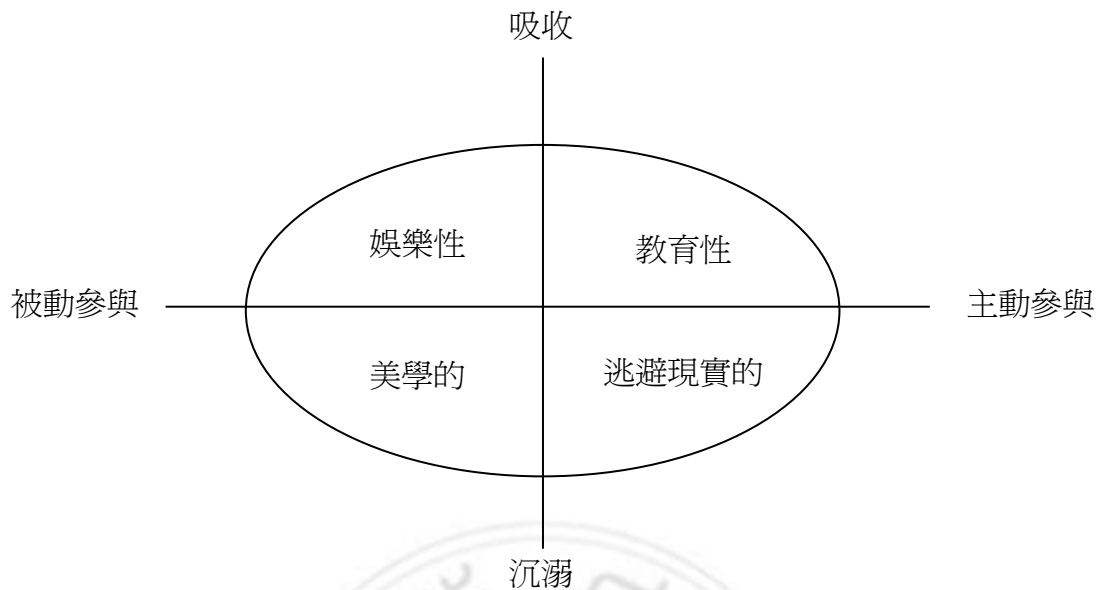 吸收
娛樂性
教育性
被動參與
主動參與
美學的
逃避現實的
沉溺